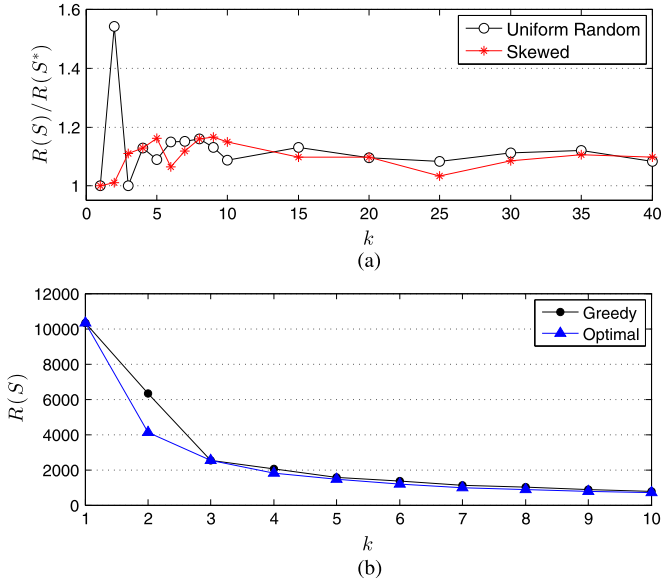 1.6
1.4
1.2
1
R(S)/R(S*)
Uniform Random
Skewed
0 5 10 15 20 25 30 35 40
k
(a)
12000
10000
8000
6000
4000
2000
0
R(S)
Greedy
Optimal
1 2 3 4 5 6 7 8 9 10
k
(b)